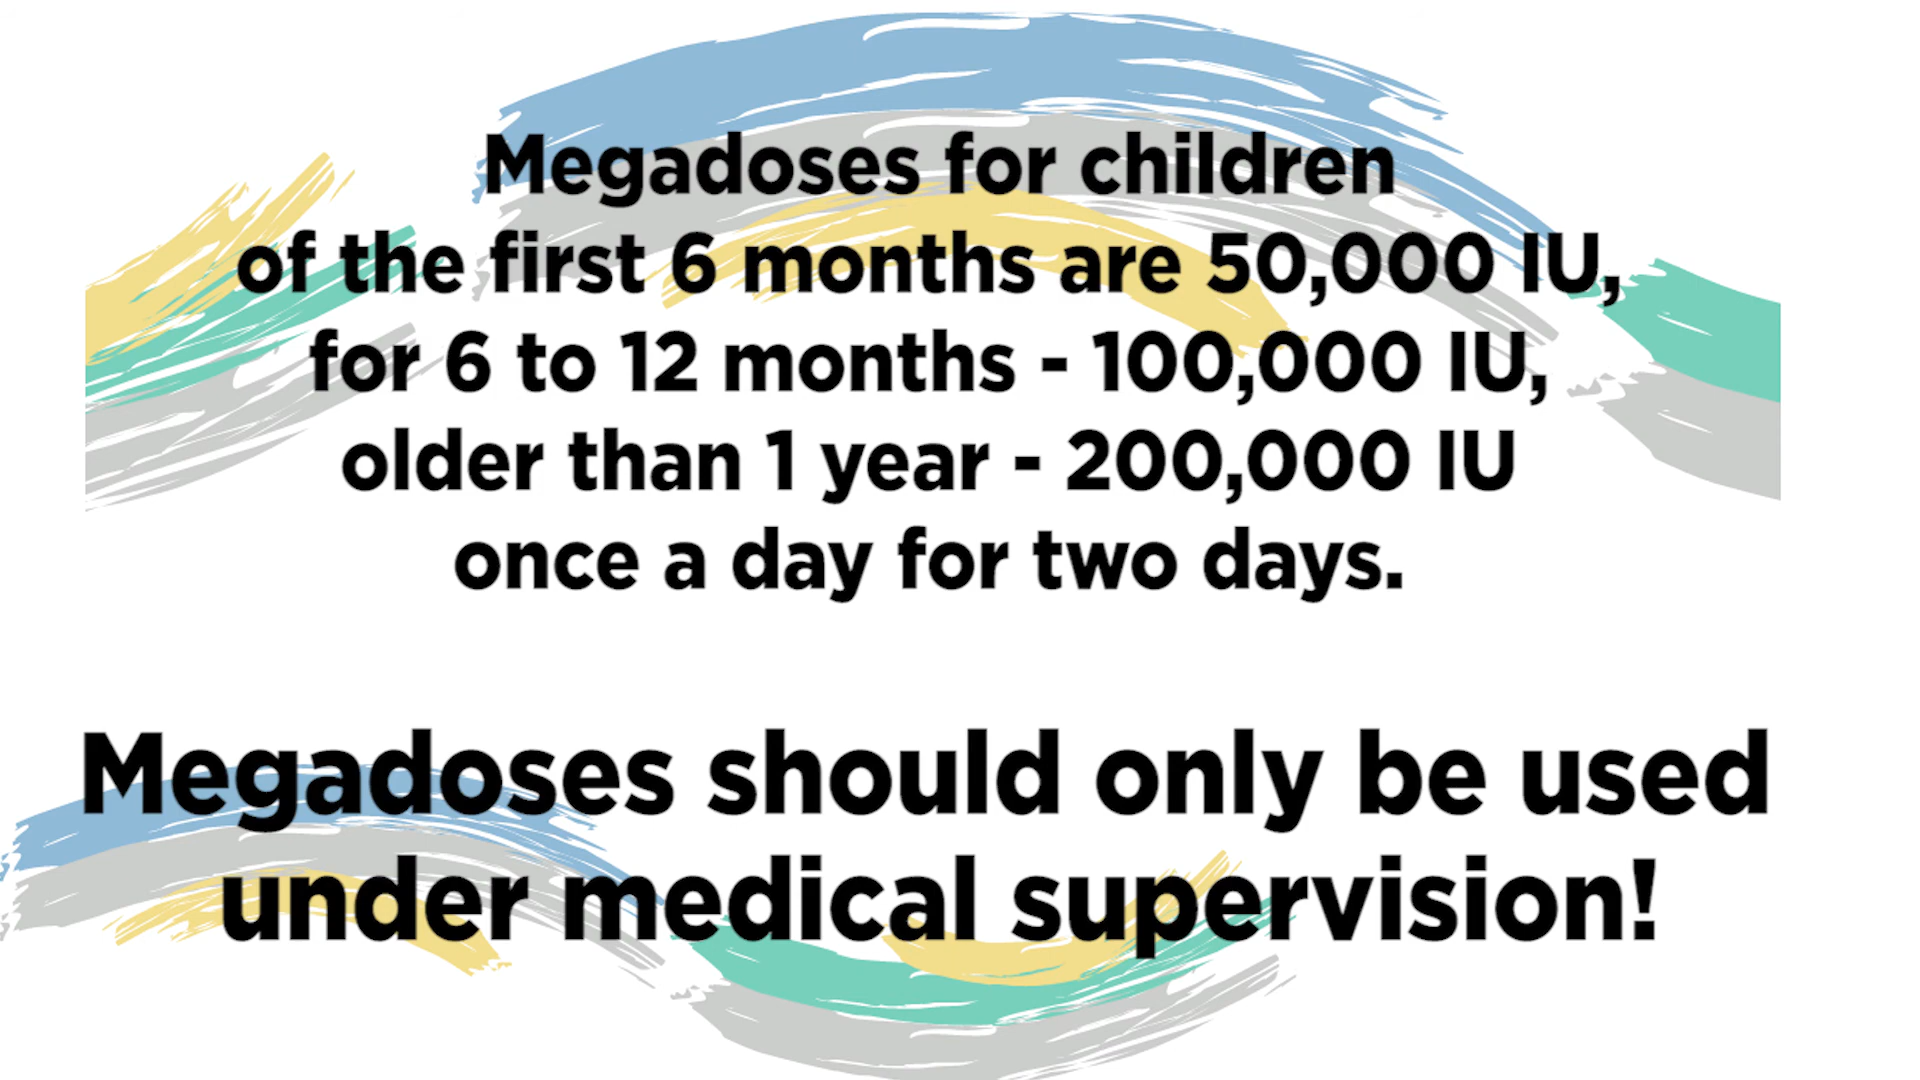 Megadoses for children
of the first 6 months are 50,000 IU,
for 6 to 12 months - 100,000 IU,
older than 1 year - 200,000 IU
once a day for two days.
Megadoses should only be used
under medical supervision!